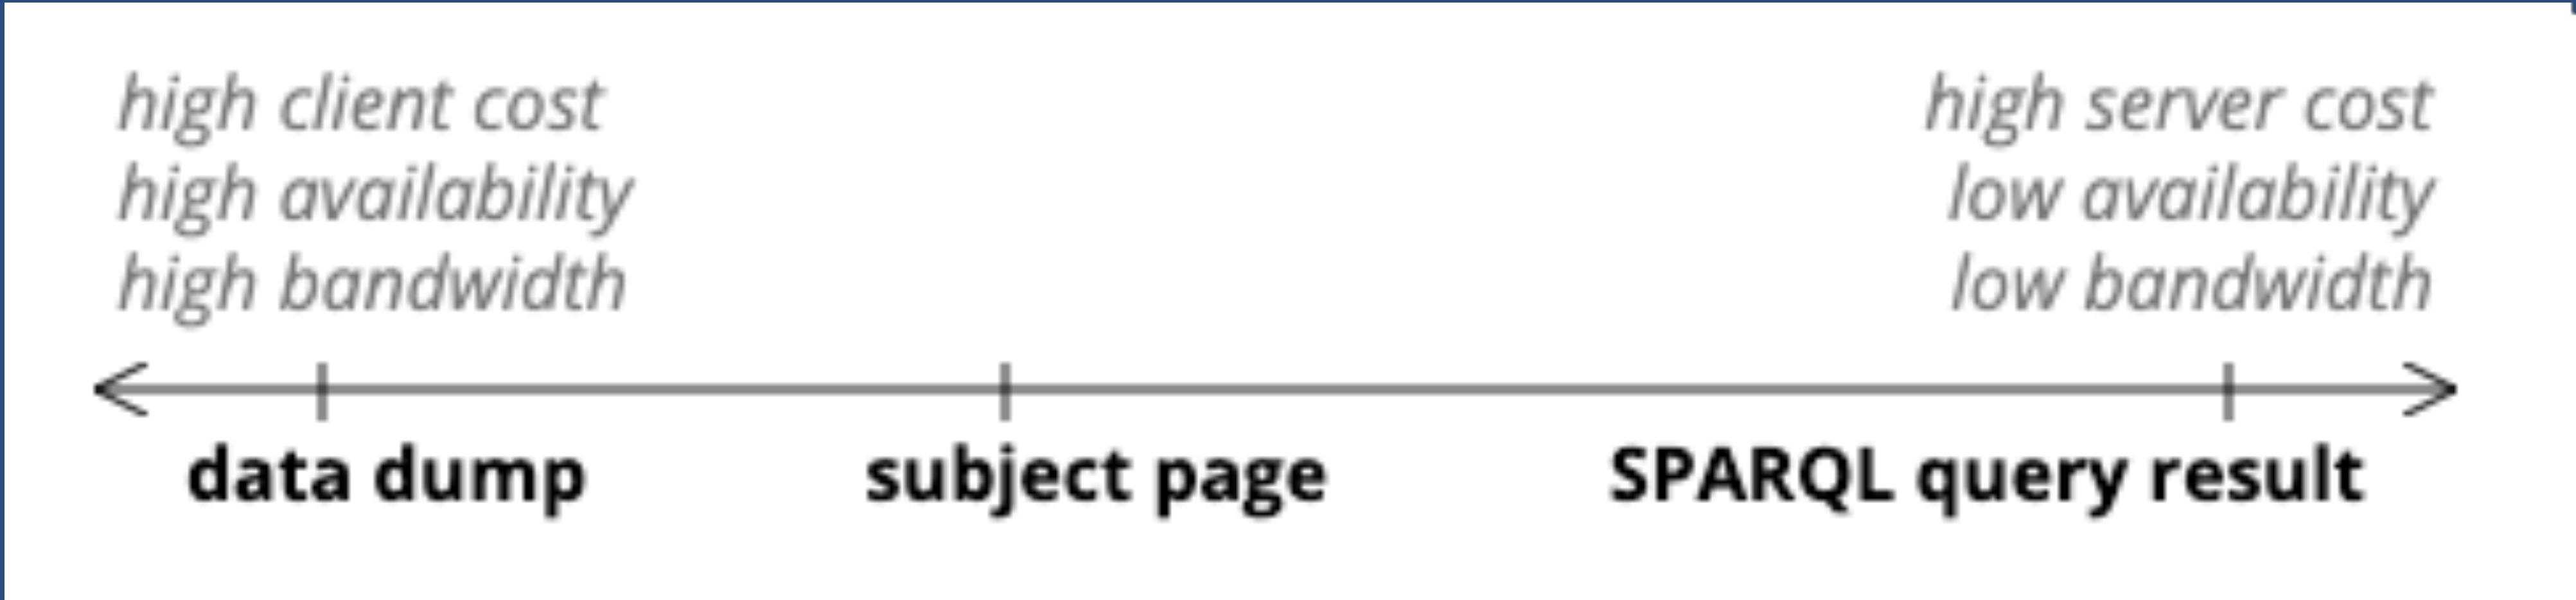 high client cost
high availability
high bandwidth
high server cost
low availability
low bandwidth
data dump
subject page
SPARQL query result